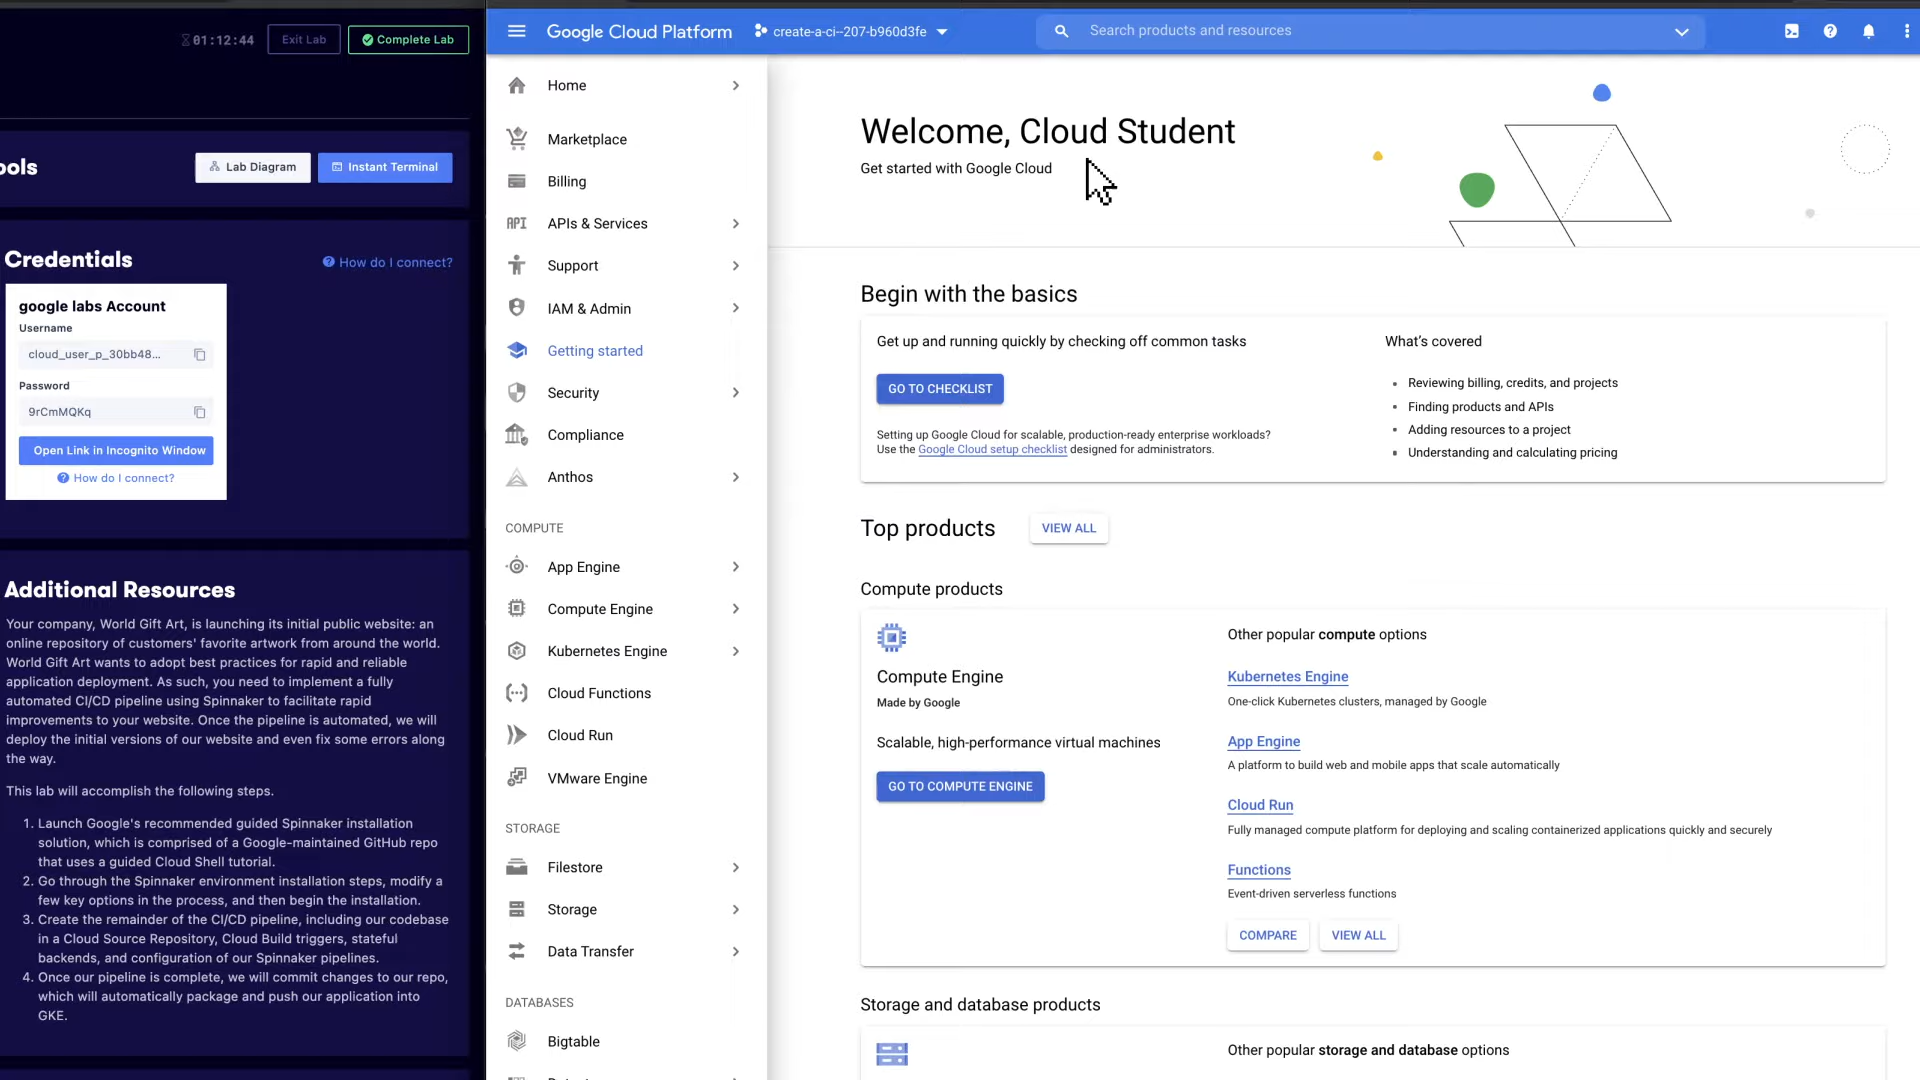 01:12:44
Exit Lab
Complete Lab
ools
Lab Diagram
Instant Terminal
Credentials
How do I connect?
google labs Account
Username
cloud_user_p_30bb48...
Password
9rCmMQKq
Open Link in Incognito Window
How do I connect?
Additional Resources
Your company, World Gift Art, is launching its initial public website: an
online repository of customers' favorite artwork from around the world.
World Gift Art wants to adopt best practices for rapid and reliable
application deployment. As such, you need to implement a fully
automated CI/CD pipeline using Spinnaker to facilitate rapid
improvements to your website. Once the pipeline is automated, we will
deploy the initial versions of our website and even fix some errors along
the way.
This lab will accomplish the following steps.
1. Launch Google's recommended guided Spinnaker installation
solution, which is comprised of a Google-maintained GitHub repo
that uses a guided Cloud Shell tutorial.
2. Go through the Spinnaker environment installation steps, modify a
few key options in the process, and then begin the installation.
3. Create the remainder of the CI/CD pipeline, including our codebase
in a Cloud Source Repository, Cloud Build triggers, stateful
backends, and configuration of our Spinnaker pipelines.
4. Once our pipeline is complete, we will commit changes to our repo,
which will automatically package and push our application into
GKE.
Google Cloud Platform
create-a-ci--207-b960d3fe
Search products and resources
Home
Marketplace
Billing
API APIs & Services
Support
IAM & Admin
Getting started
Security
Compliance
Anthos
COMPUTE
App Engine
Compute Engine
Kubernetes Engine
Cloud Functions
Cloud Run
VMware Engine
STORAGE
Filestore
Storage
Data Transfer
DATABASES
Bigtable
Welcome, Cloud Student
Get started with Google Cloud
Begin with the basics
Get up and running quickly by checking off common tasks
GO TO CHECKLIST
Setting up Google Cloud for scalable, production-ready enterprise workloads?
Use the Google Cloud setup checklist designed for administrators.
What's covered
• Reviewing billing, credits, and projects
• Finding products and APIs
• Adding resources to a project
• Understanding and calculating pricing
Top products
VIEW ALL
Compute products
Compute Engine
Made by Google
Scalable, high-performance virtual machines
GO TO COMPUTE ENGINE
Other popular compute options
Kubernetes Engine
One-click Kubernetes clusters, managed by Google
App Engine
A platform to build web and mobile apps that scale automatically
Cloud Run
Fully managed compute platform for deploying and scaling containerized applications quickly and securely
Functions
Event-driven serverless functions
COMPARE
VIEW ALL
Storage and database products
Other popular storage and database options